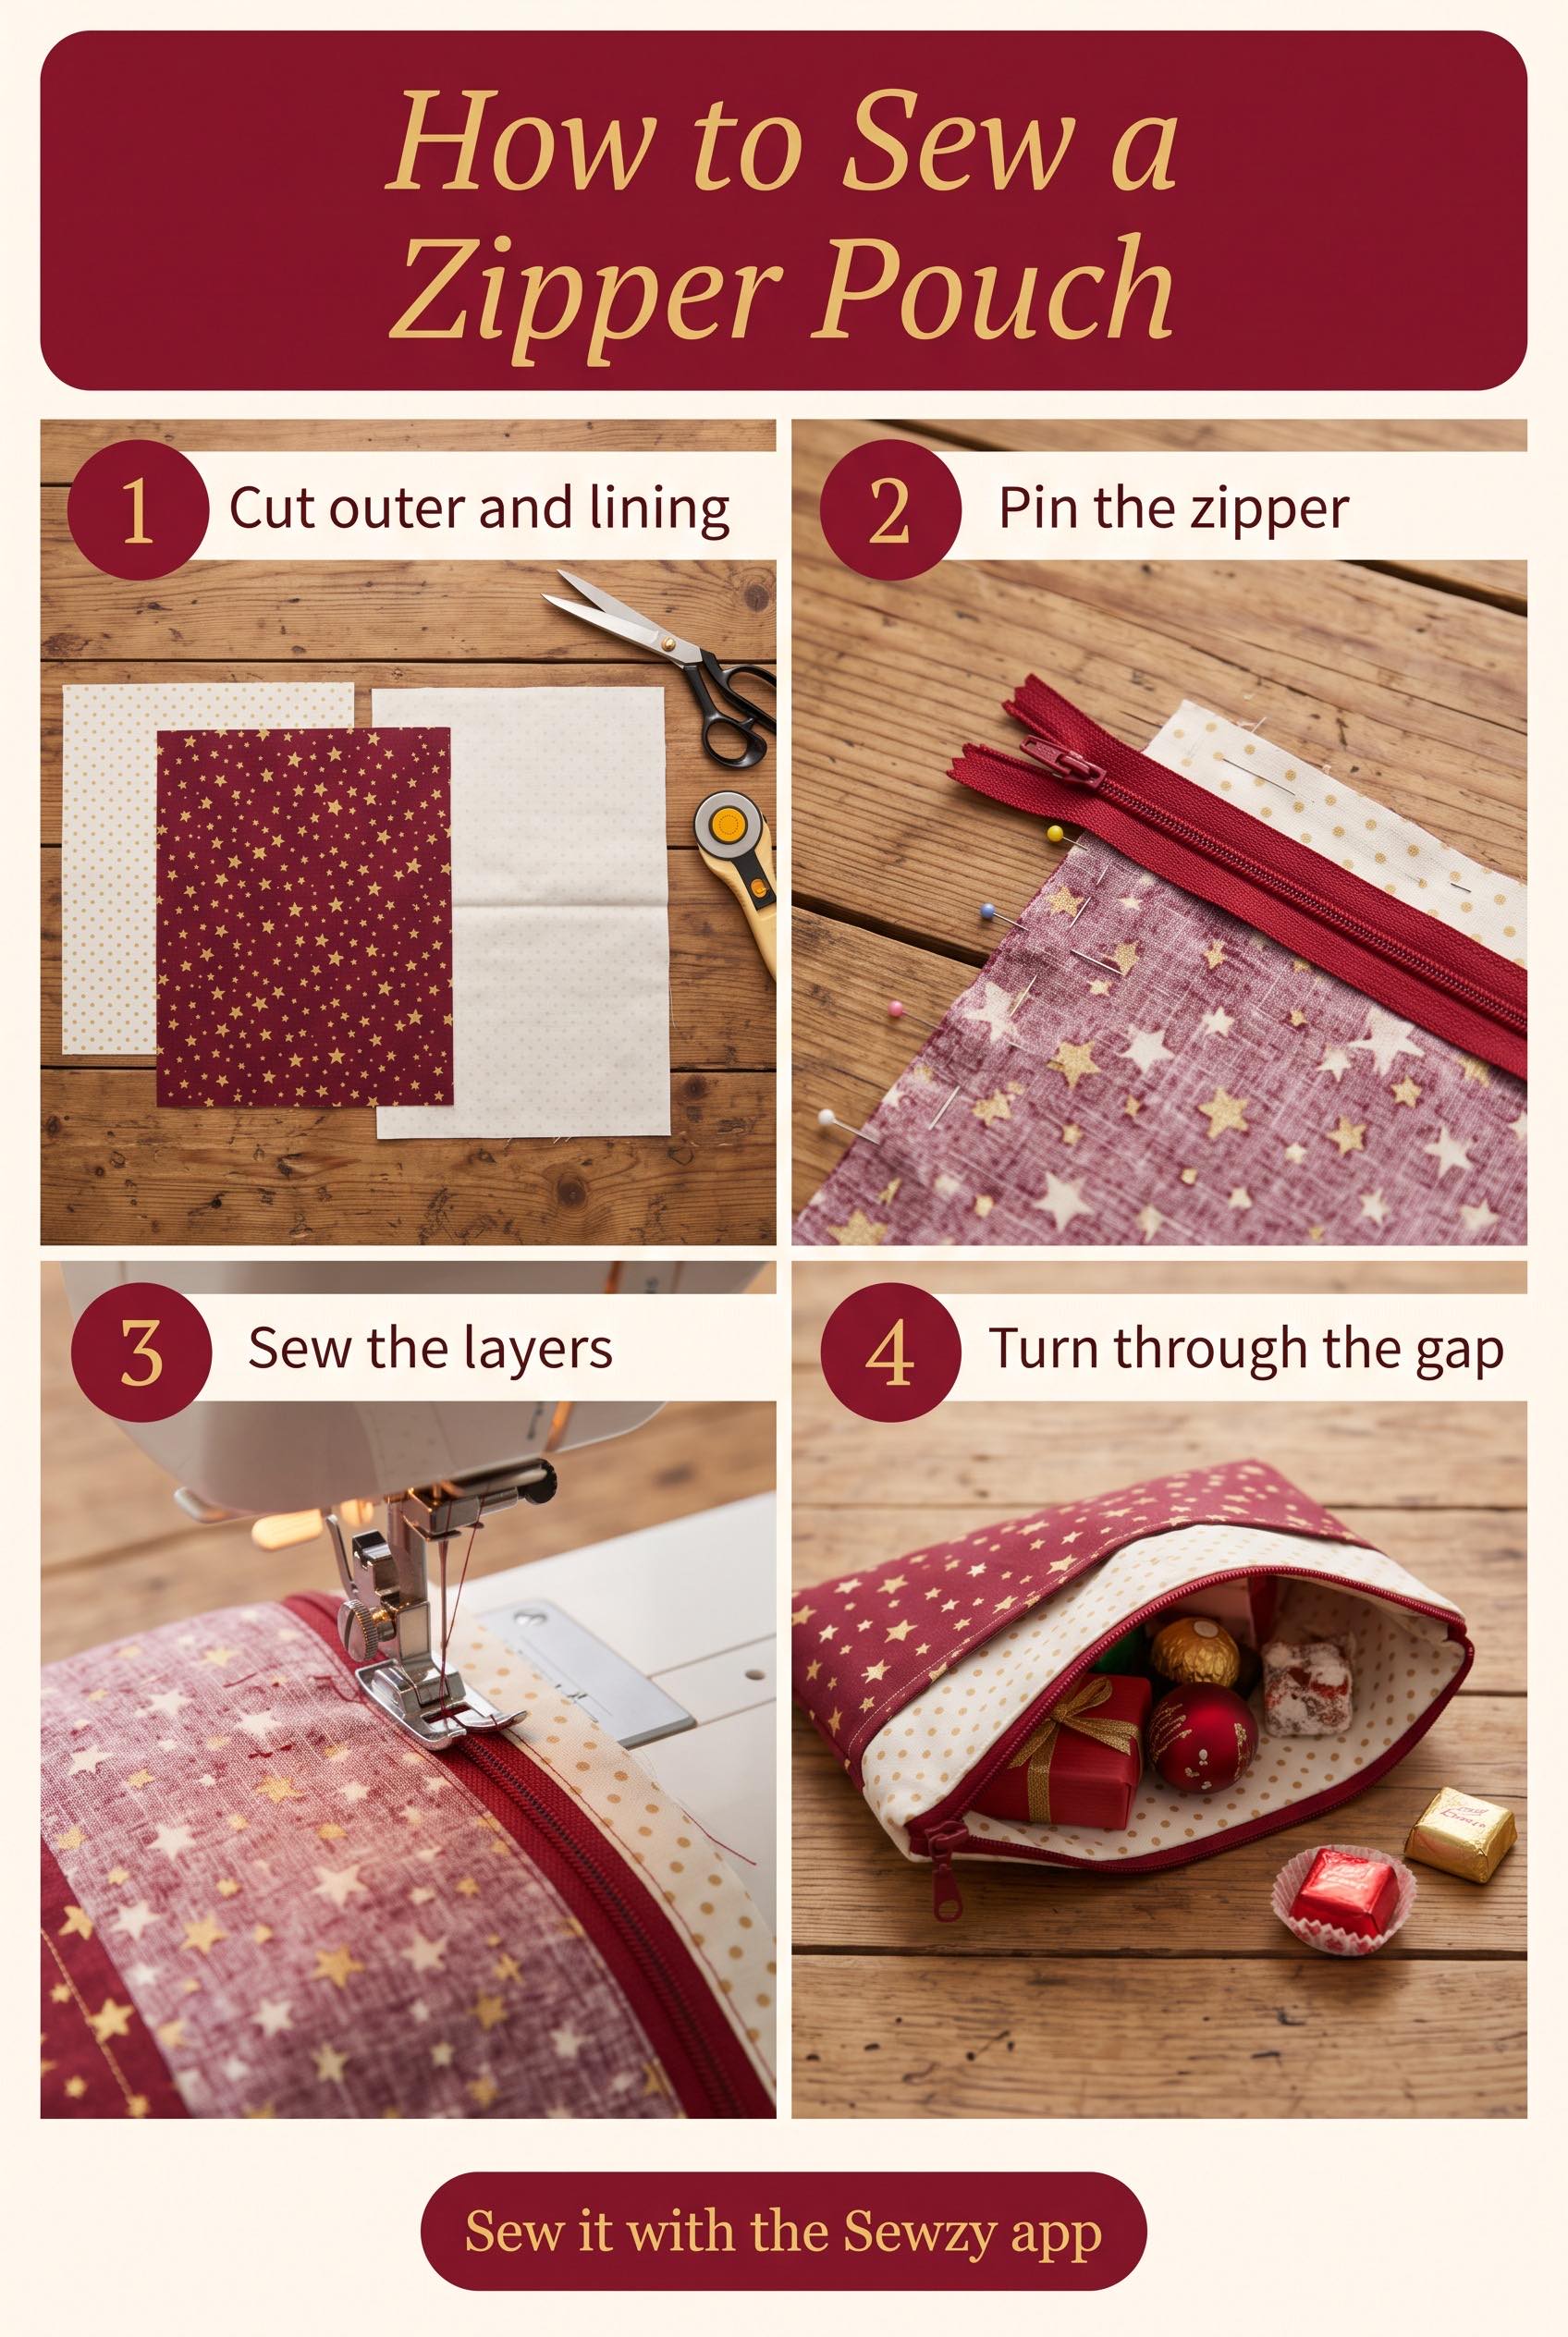 How to Sew a
Zipper Pouch
1 Cut outer and lining
2 Pin the zipper
3 Sew the layers
4 Turn through the gap
Sew it with the Sewzy app